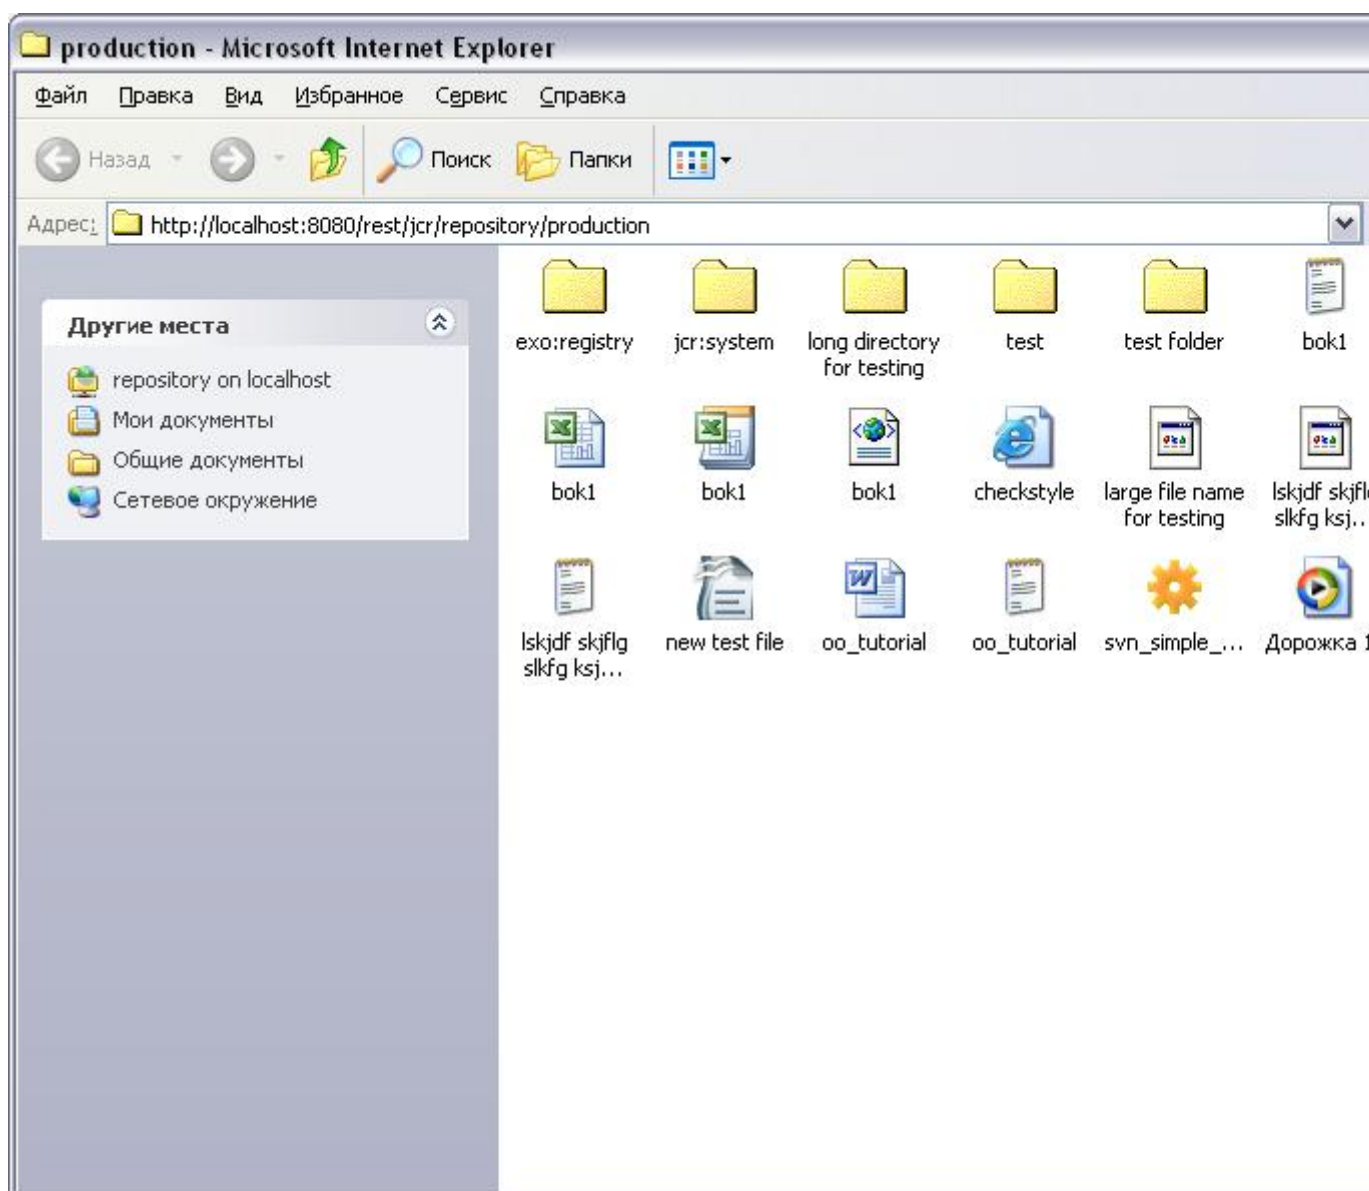 production - Microsoft Internet Explorer
Файл Правка Вид Избранное Сервис Справка
Назад Поиск Папки
Адрес: http://localhost:8080/rest/jcr/repository/production
Другие места
repository on localhost
Мои документы
Общие документы
Сетевое окружение
exo:registry jcr:system long directory test test folder bok1
for testing
bok1 bok1 bok1 checkstyle large file name lskjdf skjfl
for testing slkfg ksj...
lskjdf skjflg new test file oo_tutorial oo_tutorial svn_simple_... Дорожка 1
slkfg ksj...